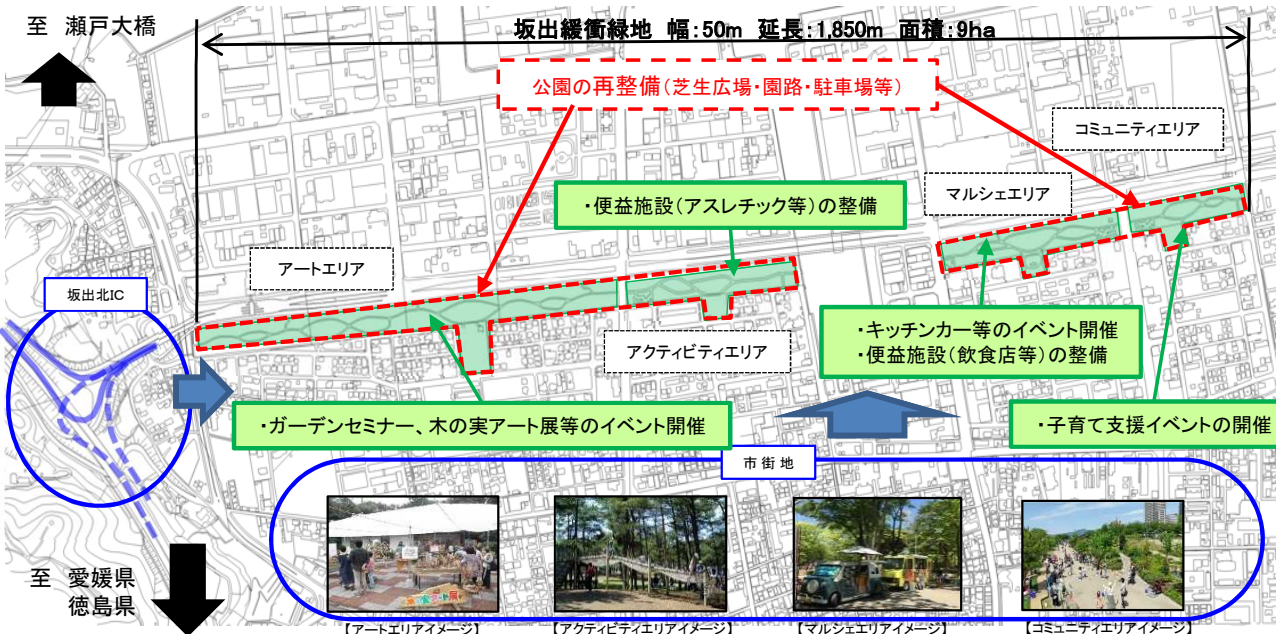 至 瀬戸大橋
坂出緩衝緑地 幅:50m 延長:1,850m 面積:9ha
公園の再整備(芝生広場・園路・駐車場等)
コミュニティエリア
・便益施設(アスレチック等)の整備
マルシェエリア
アートエリア
坂出北IC
アクティビティエリア
・キッチンカー等のイベント開催
・便益施設(飲食店等)の整備
・ガーデンセミナー、木の実アート展等のイベント開催
・子育て支援イベントの開催
市街地
至 愛媛県
徳島県
【アートエリアイメージ】
【アクティビティエリアイメージ】
【マルシェエリアイメージ】
【コミュニティエリアイメージ】